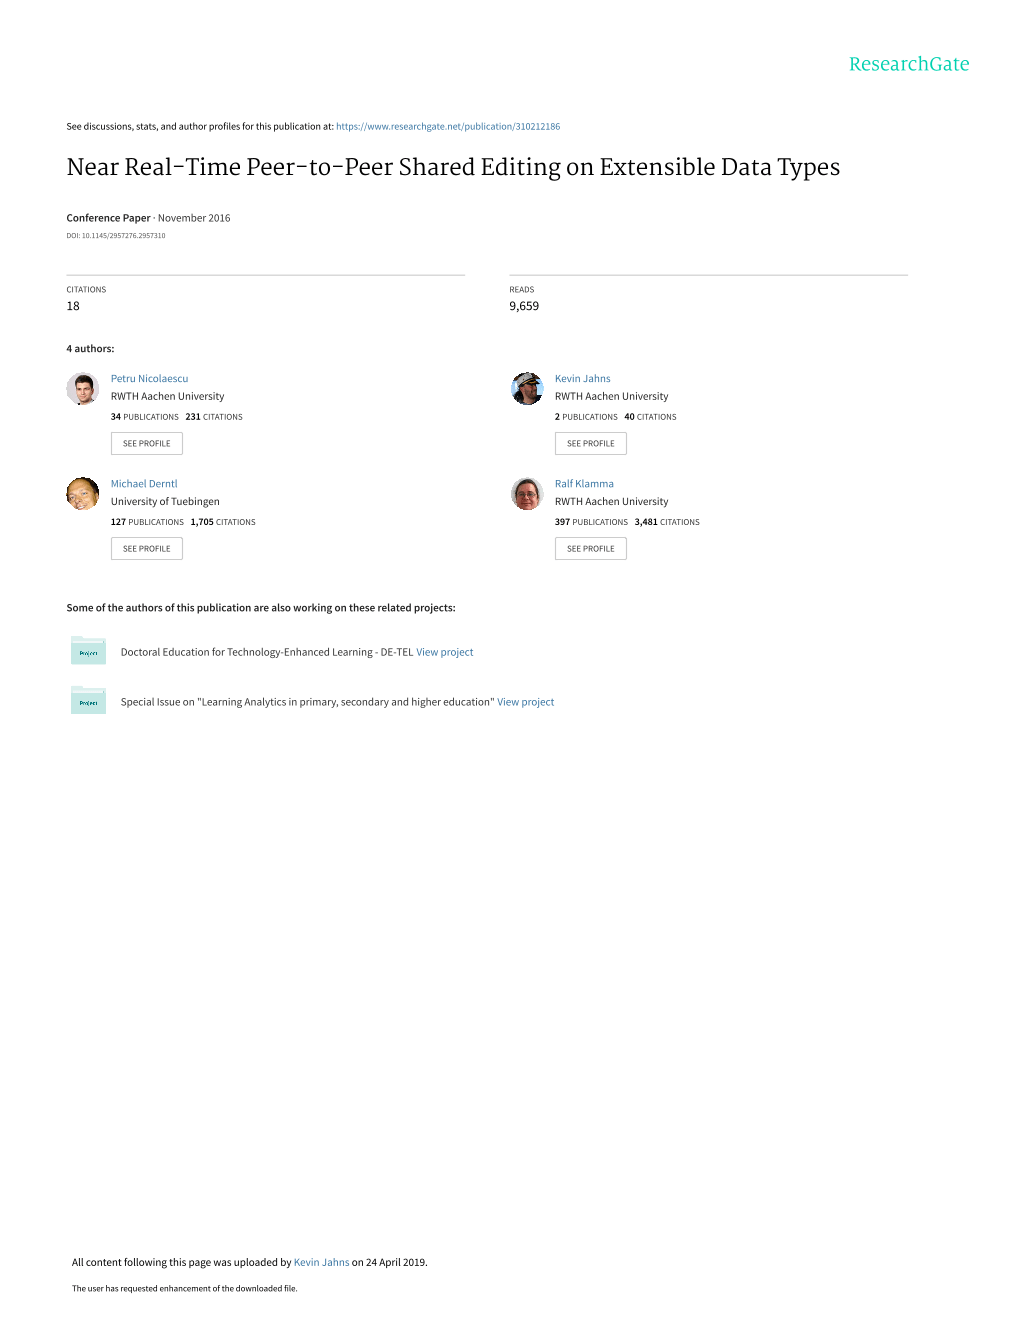 ResearchGate
See discussions, stats, and author profiles for this publication at: https://www.researchgate.net/publication/310212186
Near Real-Time Peer-to-Peer Shared Editing on Extensible Data Types
Conference Paper · November 2016
DOI: 10.1145/2957276.2957310
CITATIONS
18
READS
9,659
4 authors:
Petru Nicolaescu
RWTH Aachen University
34 PUBLICATIONS 231 CITATIONS
SEE PROFILE
Kevin Jahns
RWTH Aachen University
2 PUBLICATIONS 40 CITATIONS
SEE PROFILE
Michael Derntl
University of Tuebingen
127 PUBLICATIONS 1,705 CITATIONS
SEE PROFILE
Ralf Klamma
RWTH Aachen University
397 PUBLICATIONS 3,481 CITATIONS
SEE PROFILE
Some of the authors of this publication are also working on these related projects:
Project
Doctoral Education for Technology-Enhanced Learning - DE-TEL View project
Project
Special Issue on "Learning Analytics in primary, secondary and higher education" View project
All content following this page was uploaded by Kevin Jahns on 24 April 2019.
The user has requested enhancement of the downloaded file.